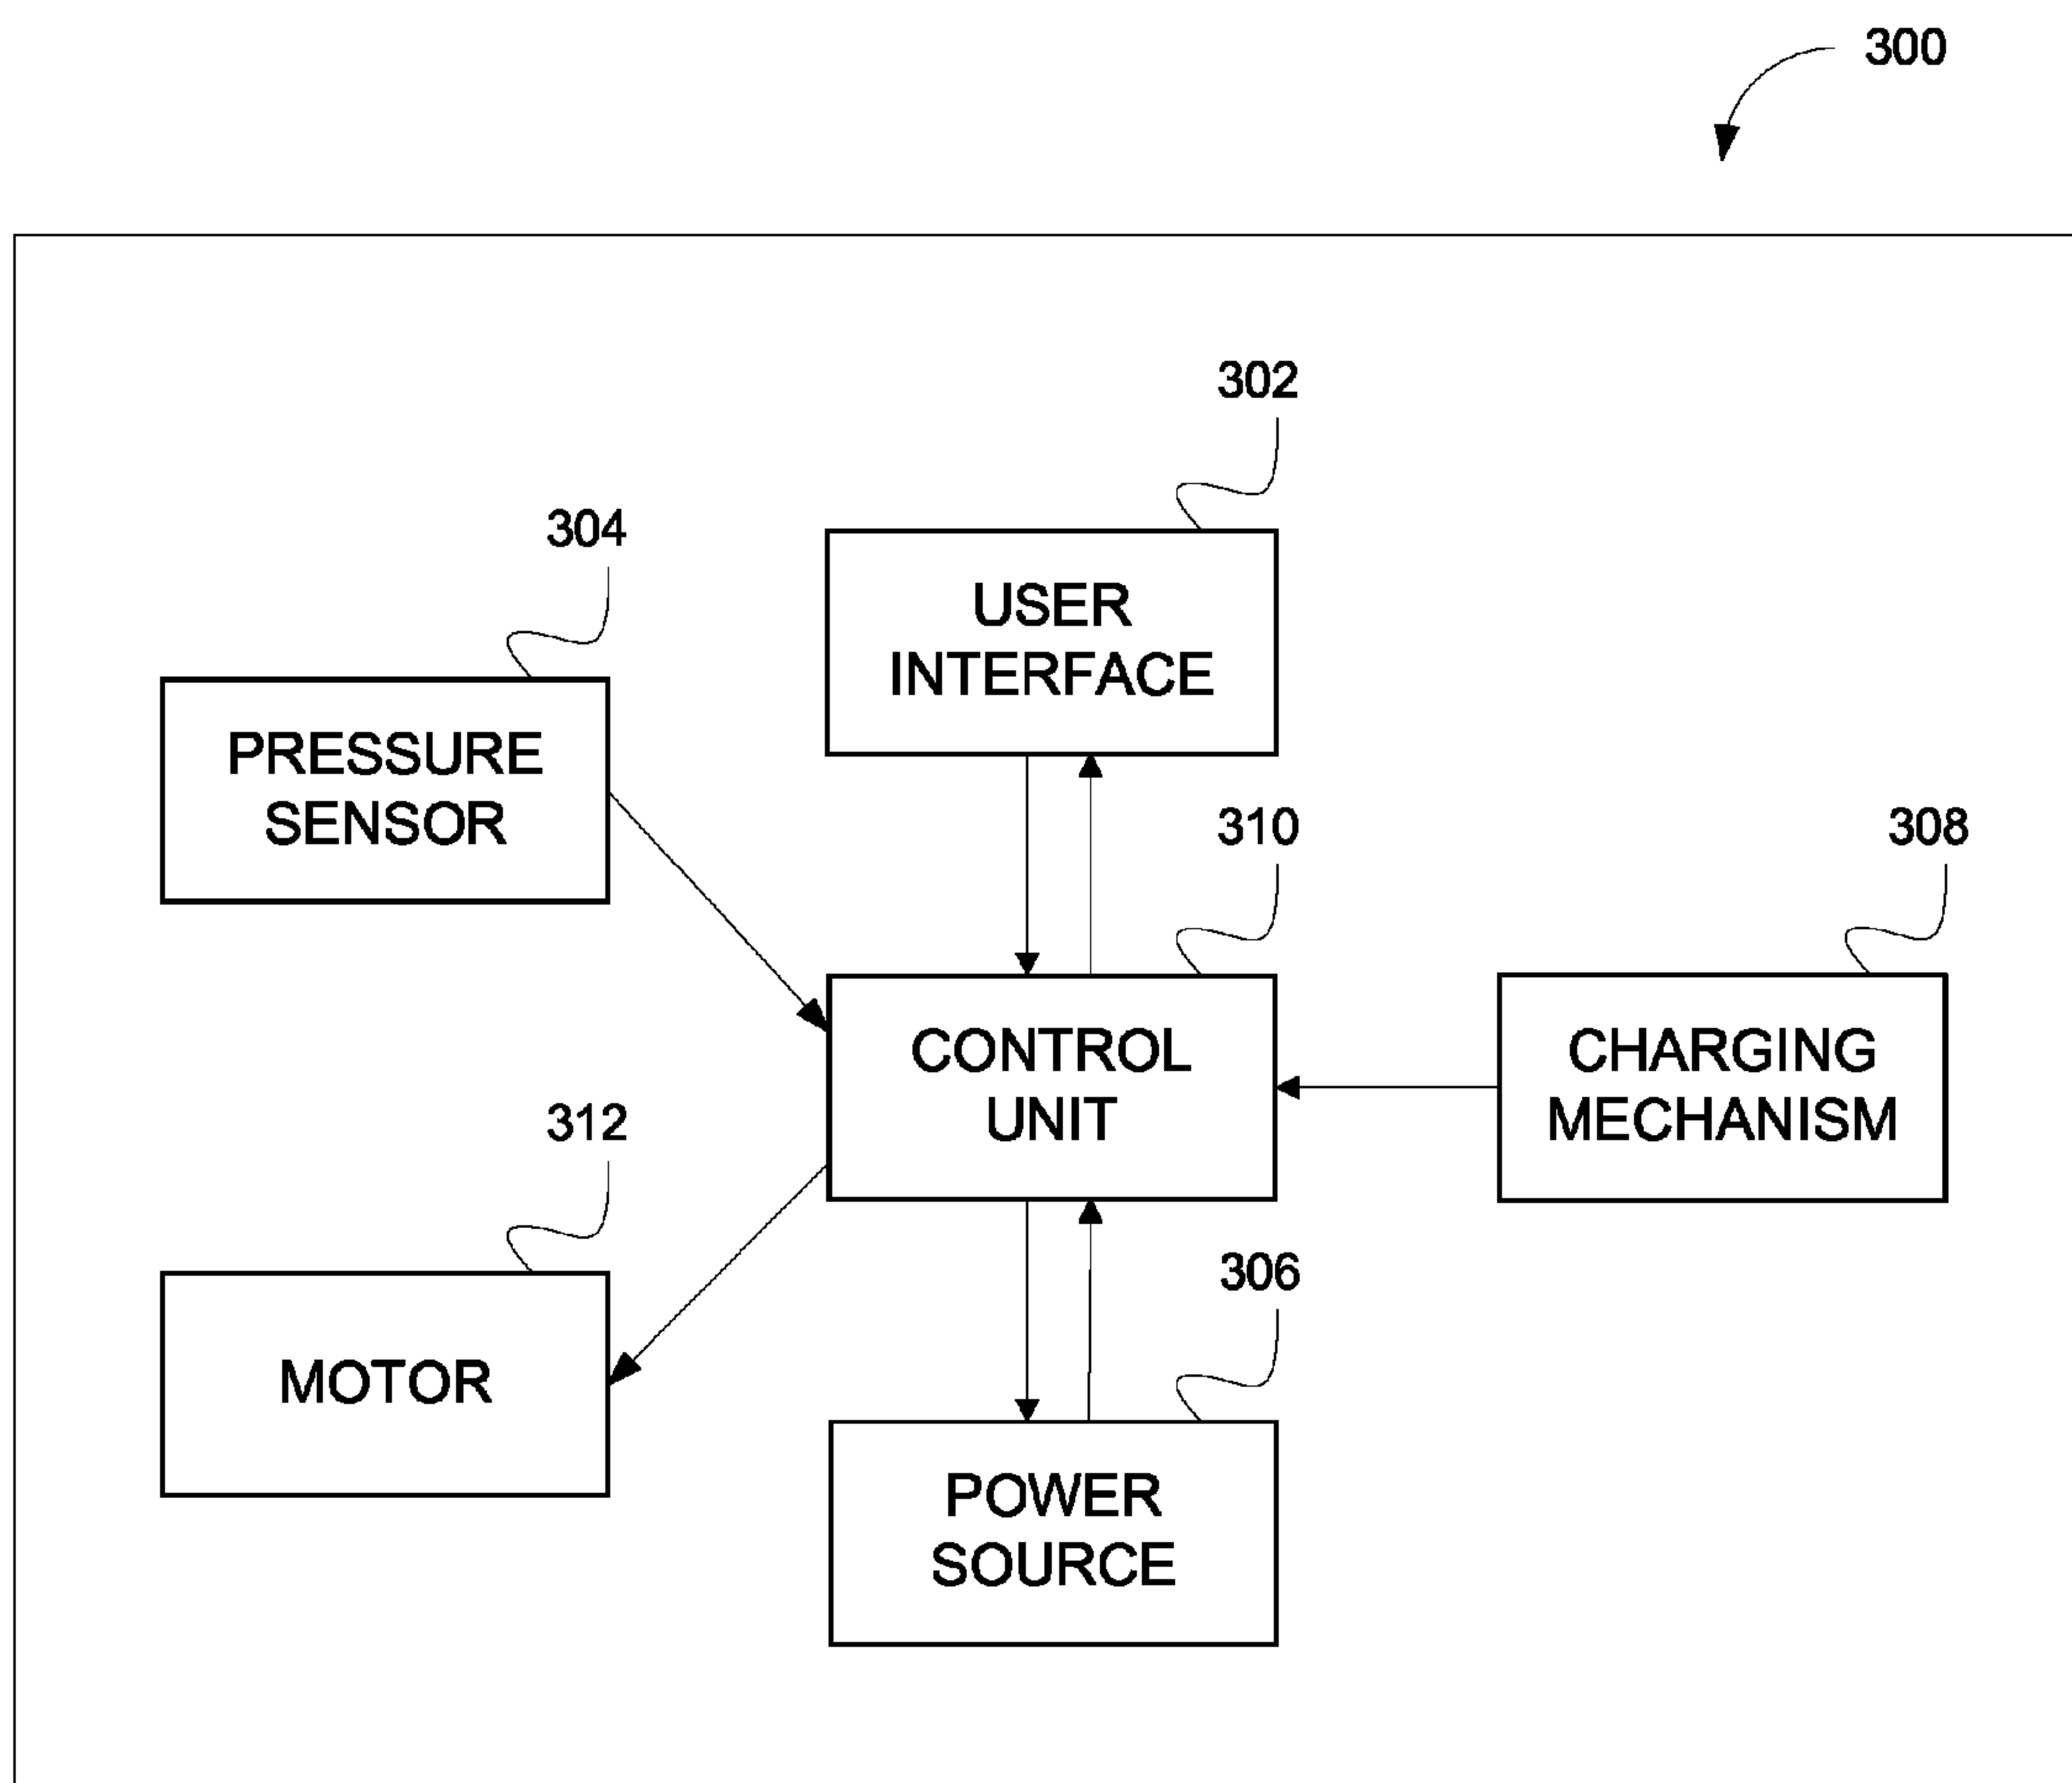 300
302
USER
INTERFACE
304
PRESSURE
SENSOR
310
CONTROL
UNIT
308
CHARGING
MECHANISM
312
MOTOR
306
POWER
SOURCE